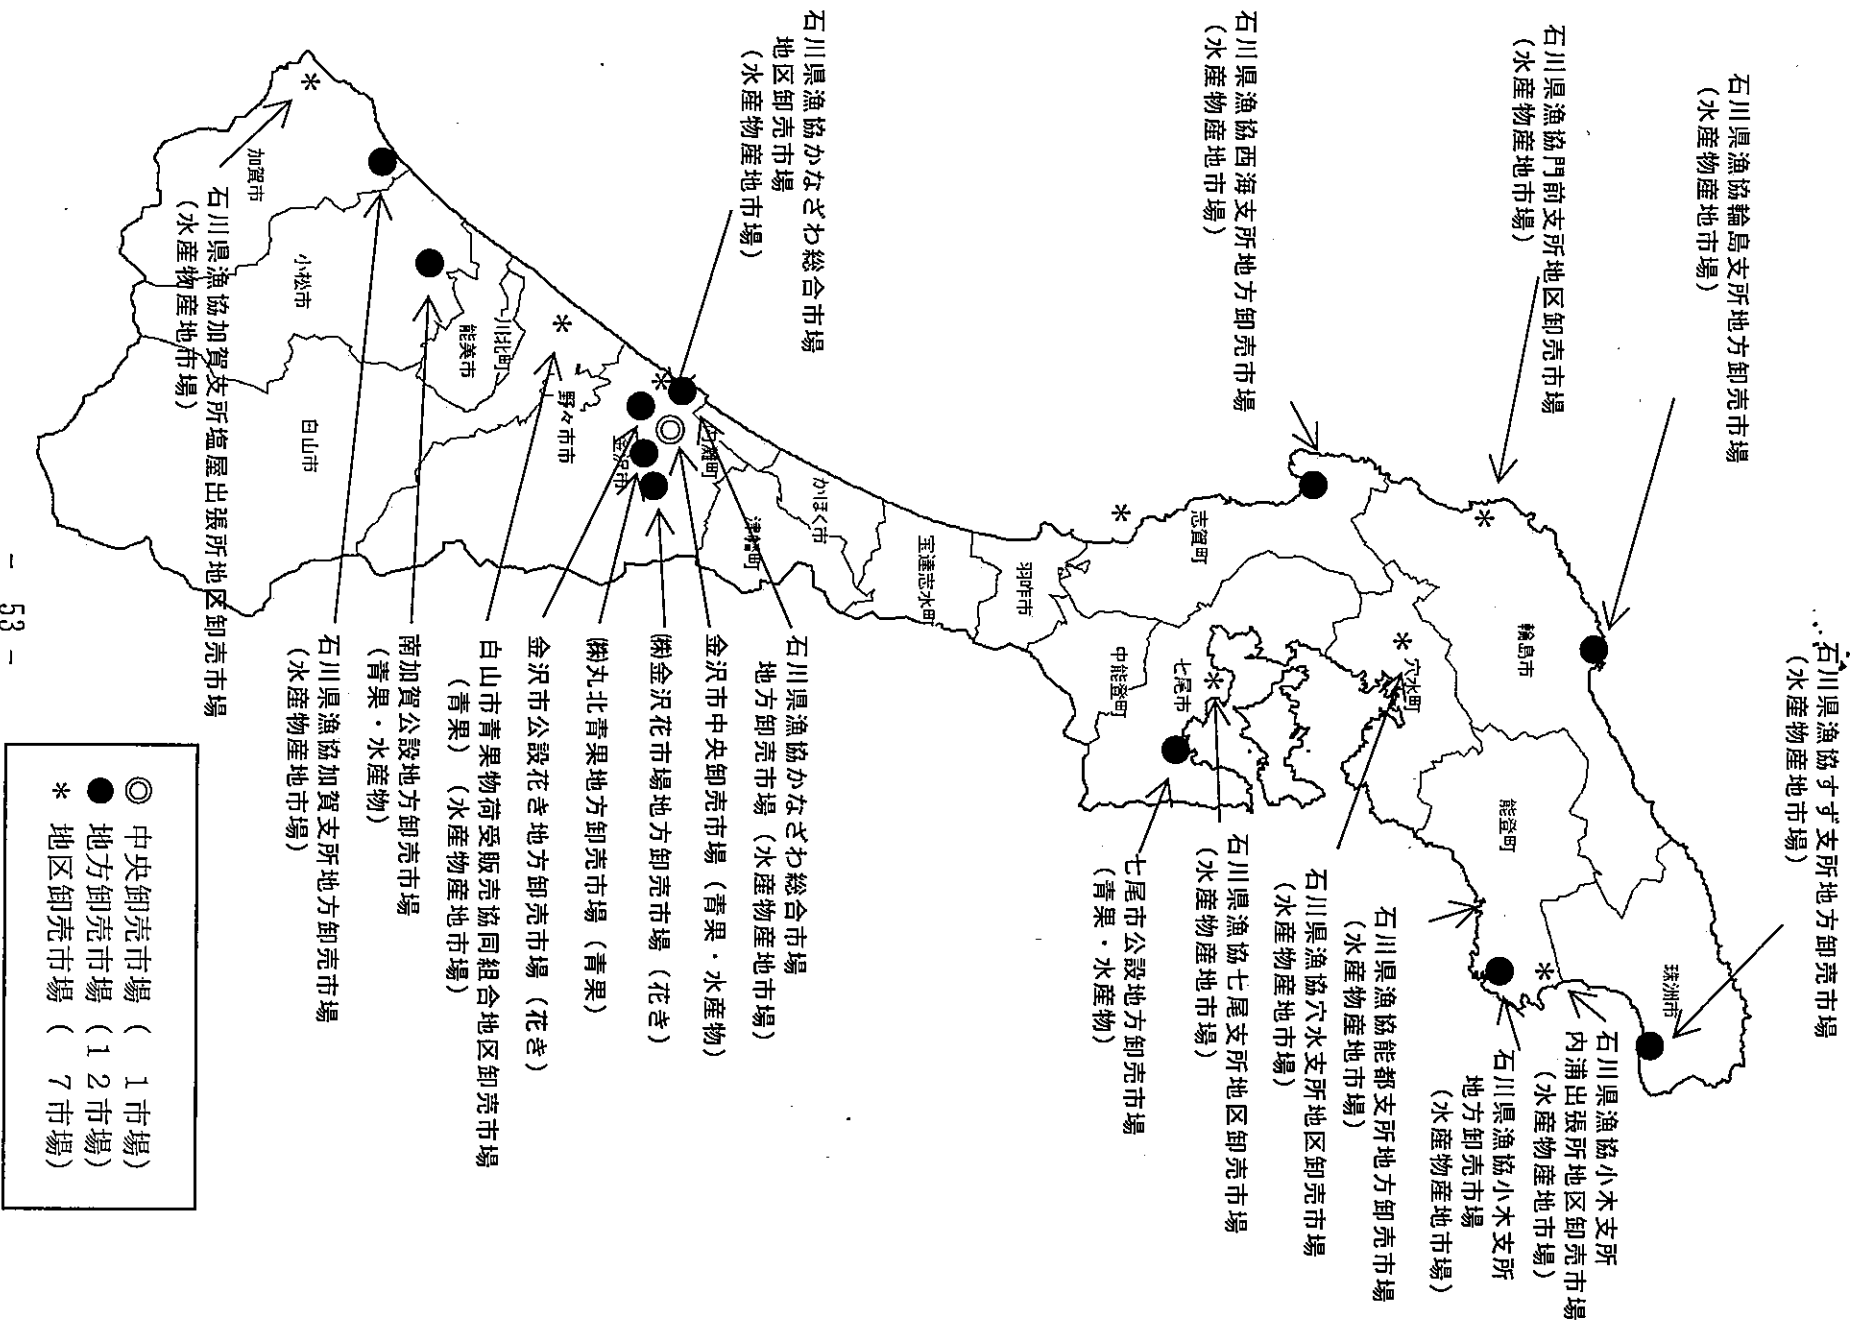 石川県漁協すず支所地方卸売市場
(水産物産地市場)
石川県漁協輪島支所地方卸売市場
(水産物産地市場)
石川県漁協門前支所地区卸売市場
(水産物産地市場)
石川県漁協西海支所地方卸売市場
(水産物産地市場)
石川県漁協かなざわ総合市場
地区卸売市場
(水産物産地市場)
石川県漁協小木支所
内浦出張所地区卸売市場
(水産物産地市場)
石川県漁協小木支所
地方卸売市場
(水産物産地市場)
石川県漁協能都支所地方卸売市場
(水産物産地市場)
石川県漁協穴水支所地区卸売市場
(水産物産地市場)
石川県漁協七尾支所地区卸売市場
(水産物産地市場)
七尾市公設地方卸売市場
(青果・水産物)
石川県漁協かなざわ総合市場
地方卸売市場(水産物産地市場)
金沢市中央卸売市場(青果・水産物)
㈱金沢花市場地方卸売市場(花き)
㈱丸北青果地方卸売市場(青果)
金沢市公設花き地方卸売市場(花き)
白山市青果物荷受販売協同組合地区卸売市場
(青果)(水産物産地市場)
南加賀公設地方卸売市場
(青果・水産物)
石川県漁協加賀支所地方卸売市場
(水産物産地市場)
石川県漁協加賀支所塩屋出張所地区卸売市場
(水産物産地市場)
珠洲市
輪島市
能登町
穴水町
志賀町
七尾市
中能登町
羽咋市
宝達志水町
かほく市
津幡町
内灘町
金沢市
野々市市
川北町
能美市
白山市
小松市
加賀市
◎ 中央卸売市場( 1市場)
● 地方卸売市場(12市場)
* 地区卸売市場( 7市場)
- 53 -